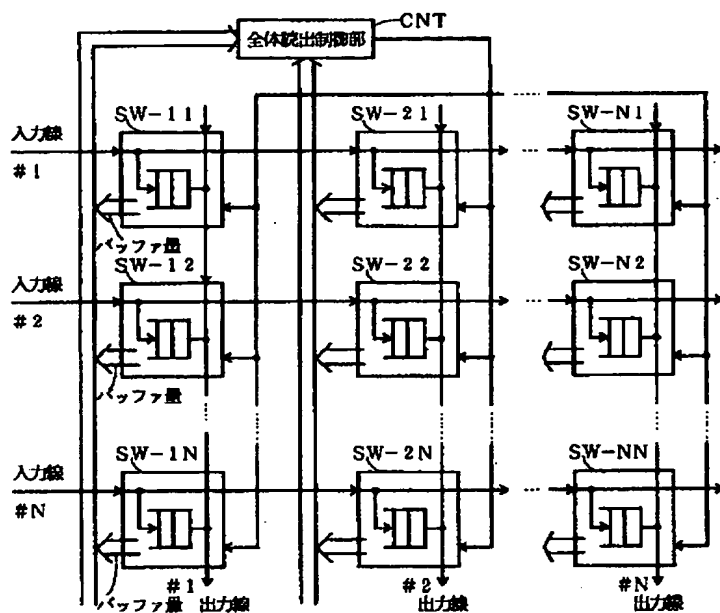 CNT
全体読出制御部
SW-11
SW-21
SW-N1
入力線
#1
バッファ量
SW-12
SW-22
SW-N2
入力線
#2
バッファ量
SW-1N
SW-2N
SW-NN
入力線
#N
バッファ量
#1
出力線
#2
出力線
#N
出力線